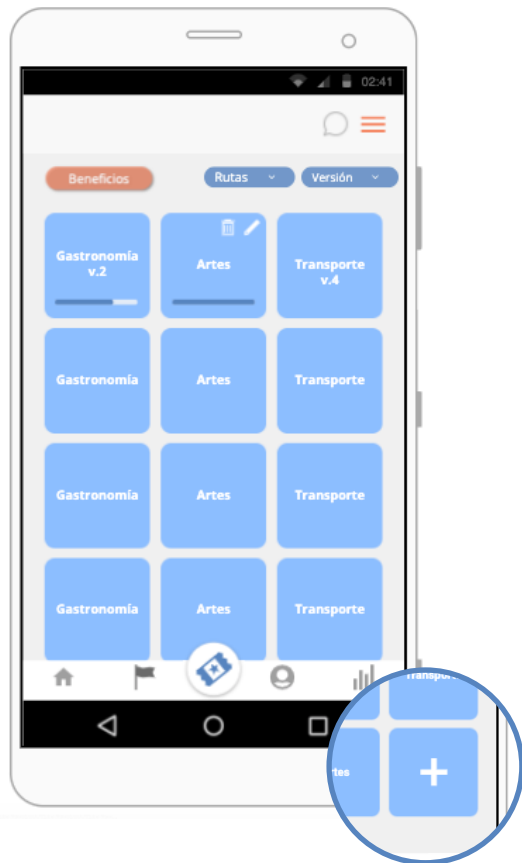 02:41
Beneficios
Rutas
Versión
Gastronomía
v.2
Artes
Transporte
v.4
Gastronomía
Artes
Transporte
Gastronomía
Artes
Transporte
Gastronomía
Artes
Transporte
+